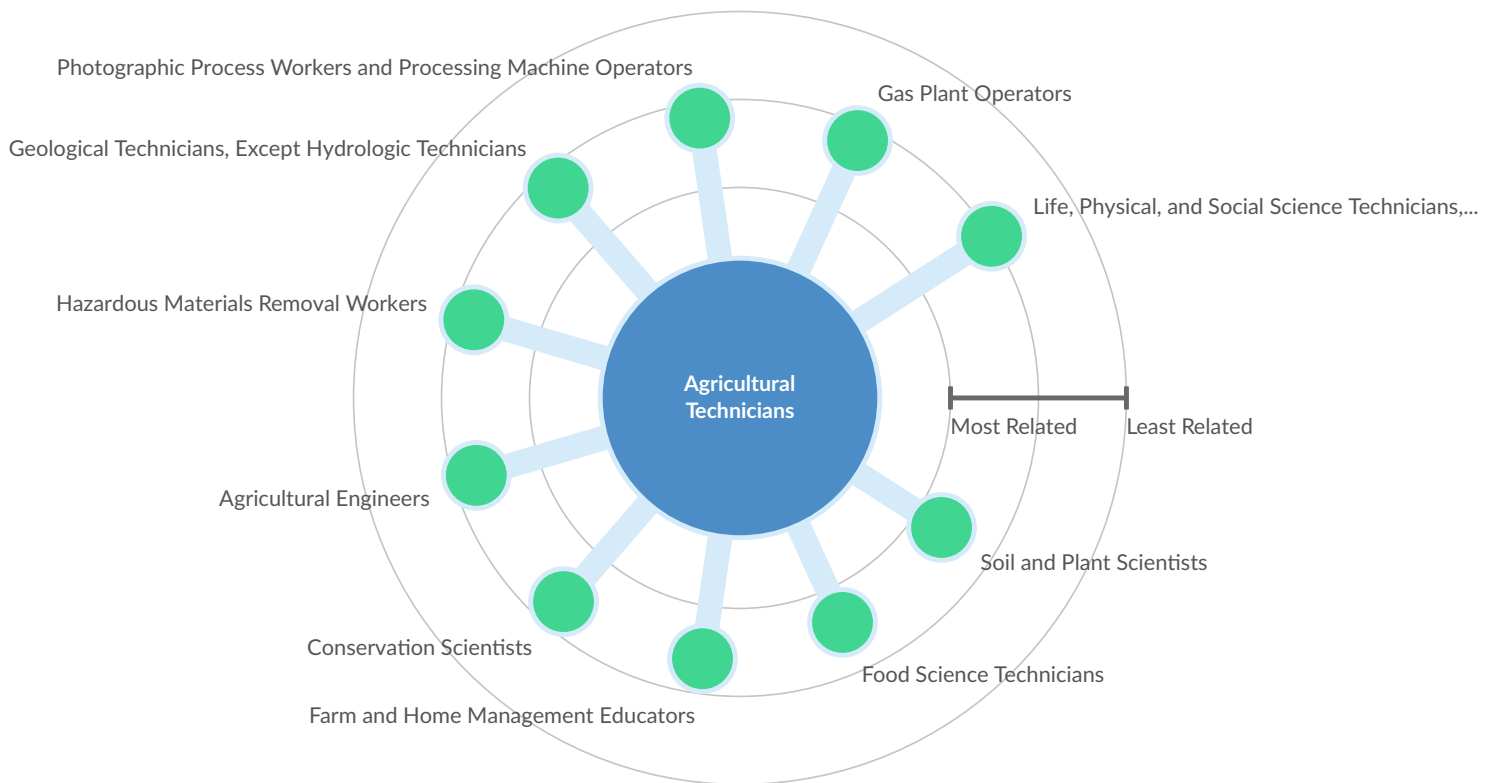 Photographic Process Workers and Processing Machine Operators
Gas Plant Operators
Geological Technicians, Except Hydrologic Technicians
Life, Physical, and Social Science Technicians,...
Hazardous Materials Removal Workers
Agricultural
Technicians
Most Related
Least Related
Agricultural Engineers
Soil and Plant Scientists
Conservation Scientists
Food Science Technicians
Farm and Home Management Educators